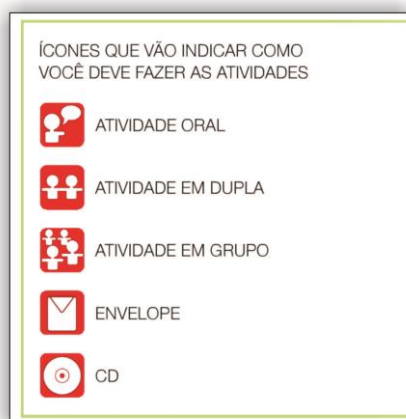 ÍCONES QUE VÃO INDICAR COMO
VOCÊ DEVE FAZER AS ATIVIDADES
ATIVIDADE ORAL
ATIVIDADE EM DUPLA
ATIVIDADE EM GRUPO
ENVELOPE
CD